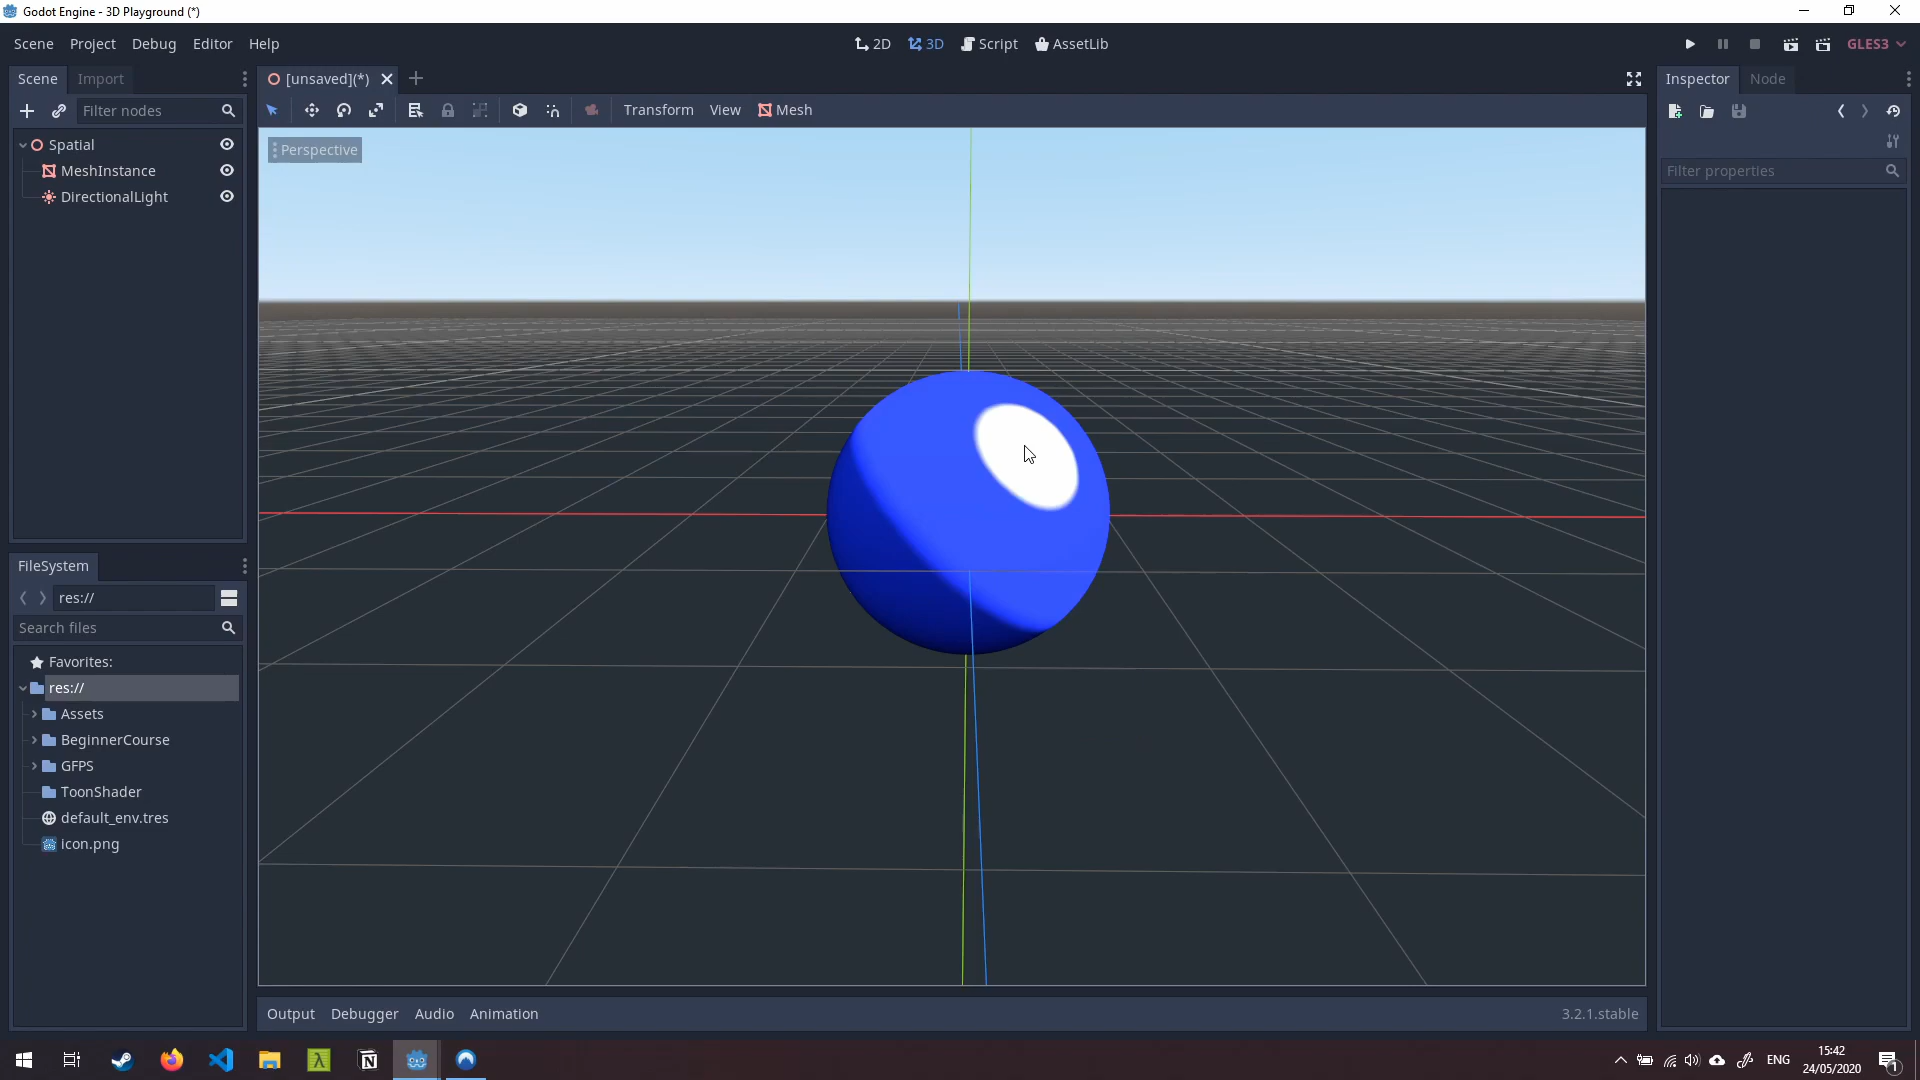 Godot Engine - 3D Playground (*)
Scene Project Debug Editor Help
2D 3D Script AssetLib
GLES3
Scene Import
[unsaved](*)
Inspector Node
Filter nodes
Transform View Mesh
Perspective
Spatial
MeshInstance
DirectionalLight
Filter properties
FileSystem
res://
Search files
Favorites:
res://
Assets
BeginnerCourse
GFPS
ToonShader
default_env.tres
icon.png
Output Debugger Audio Animation
3.2.1.stable
ENG
15:42
24/05/2020
1